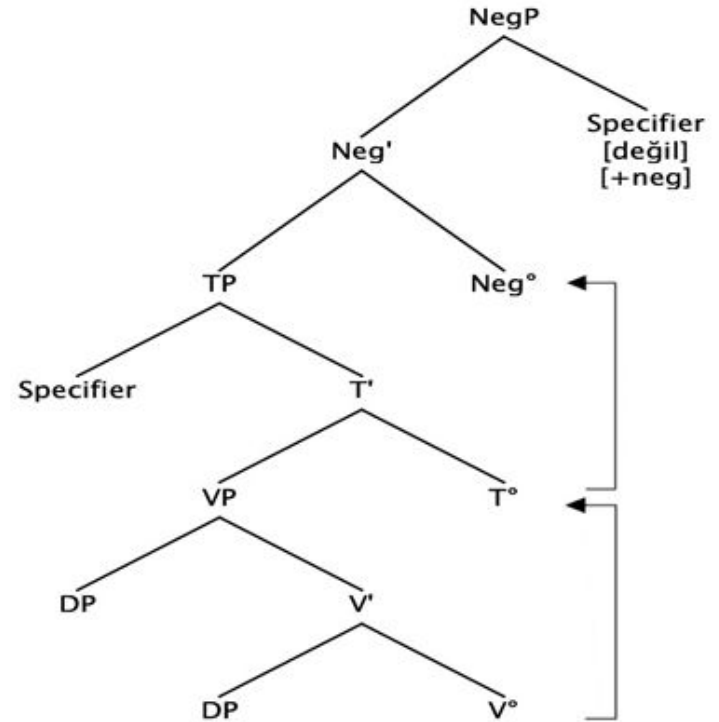 NegP
Specifier
[değil]
[+neg]
Neg'
TP
Neg°
Specifier
T'
VP
T°
DP
V'
DP
V°